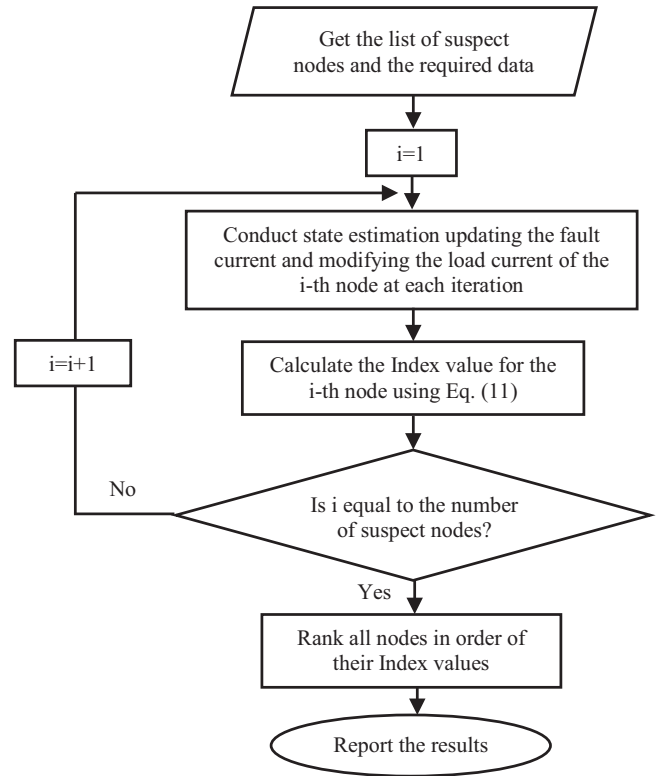 Get the list of suspect
nodes and the required data
i=1
Conduct state estimation updating the fault
current and modifying the load current of the
i-th node at each iteration
i=i+1
Calculate the Index value for the
i-th node using Eq. (11)
No
Is i equal to the number
of suspect nodes?
Yes
Rank all nodes in order of
their Index values
Report the results